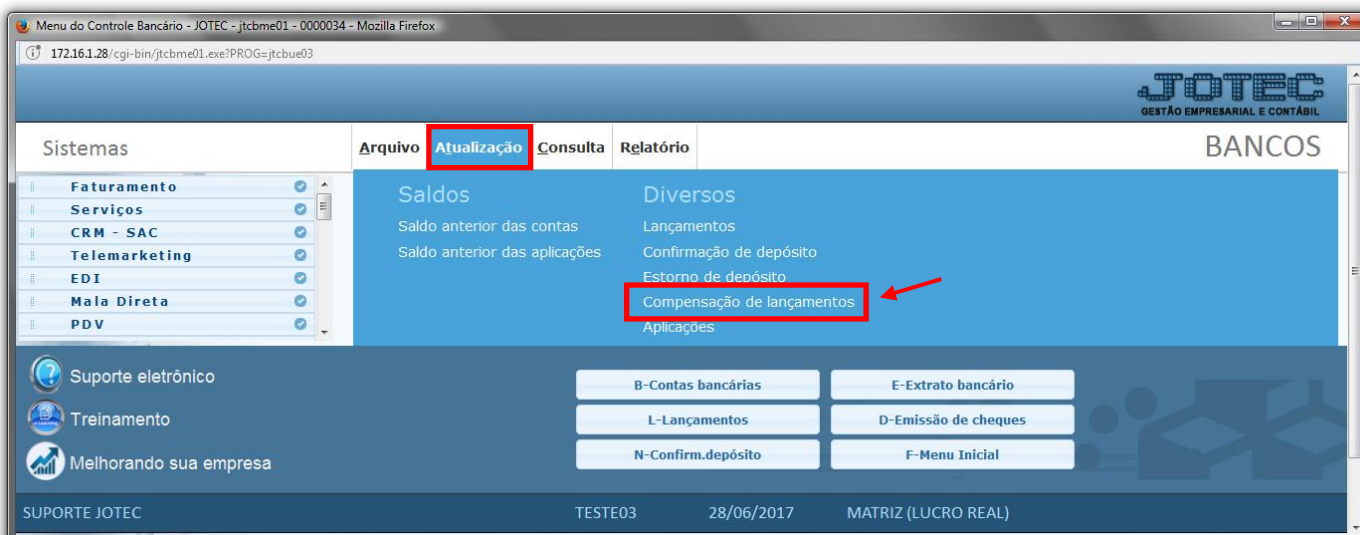 Menu do Controle Bancário - JOTEC - jtcbme01 - 0000034 - Mozilla Firefox
172.16.1.28/cgi-bin/jtcbme01.exe?PROG=jtcbue03
JOTEC
GESTÃO EMPRESARIAL E CONTÁBIL
Sistemas
Arquivo Atualização Consulta Relatório
BANCOS
Faturamento
Serviços
CRM - SAC
Telemarketing
EDI
Mala Direta
PDV
Saldos
Saldo anterior das contas
Saldo anterior das aplicações
Diversos
Lançamentos
Confirmação de depósito
Estorno de depósito
Compensação de lançamentos
Aplicações
Suporte eletrônico
Treinamento
Melhorando sua empresa
B-Contas bancárias
E-Extrato bancário
L-Lançamentos
D-Emissão de cheques
N-Confirm.depósito
F-Menu Inicial
SUPORTE JOTEC TESTE03 28/06/2017 MATRIZ (LUCRO REAL)